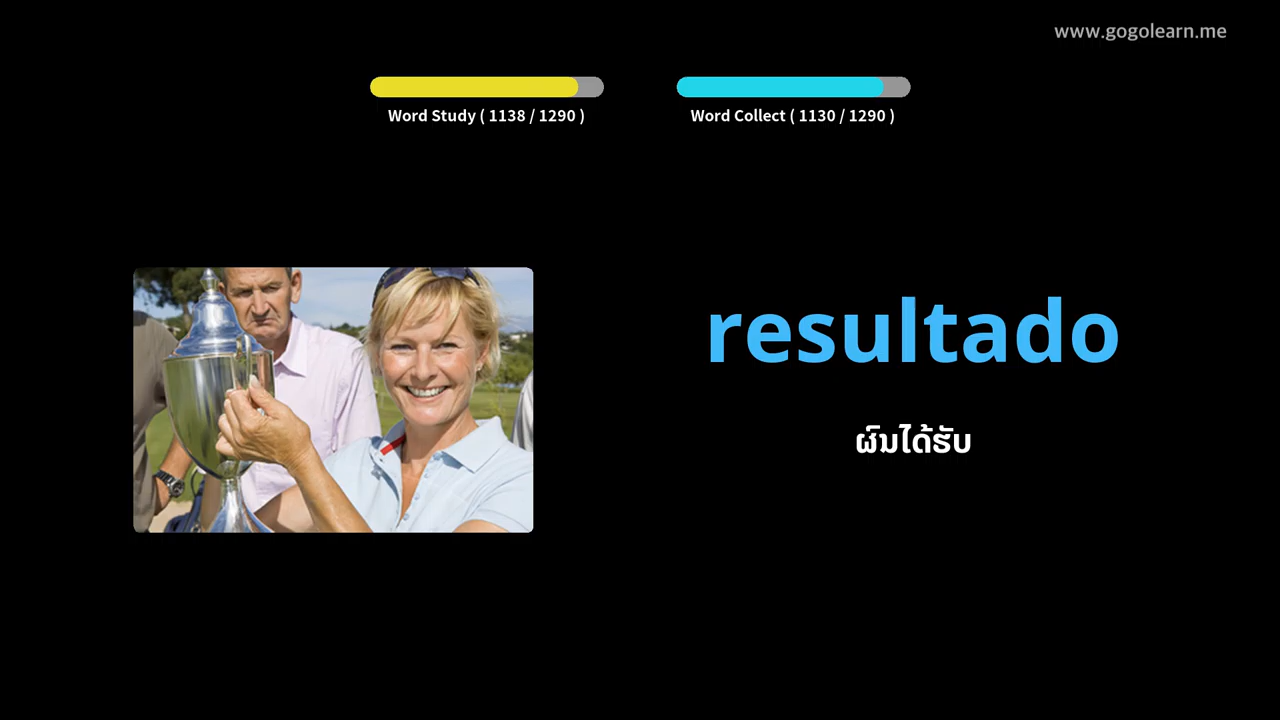 www.gogolearn.me
Word Study ( 1138 / 1290 )
Word Collect ( 1130 / 1290 )
resultado
ຜົນໄດ້ຮັບ